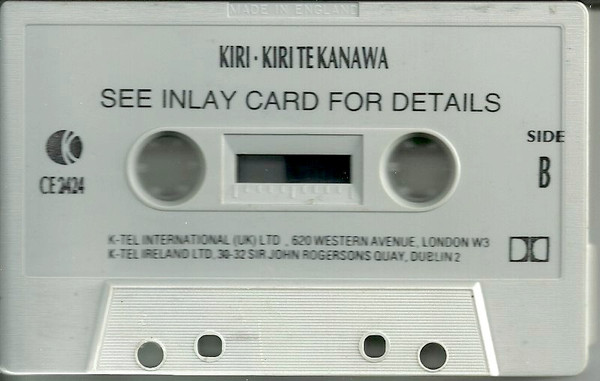 MADE IN ENGLAND
KIRI · KIRI TE KANAWA
SEE INLAY CARD FOR DETAILS
SIDE
B
K
CE 2424
K-TEL INTERNATIONAL (UK) LTD., 620 WESTERN AVENUE, LONDON W3
K-TEL IRELAND LTD, 30-32 SIR JOHN ROGERSONS QUAY, DUBLIN 2